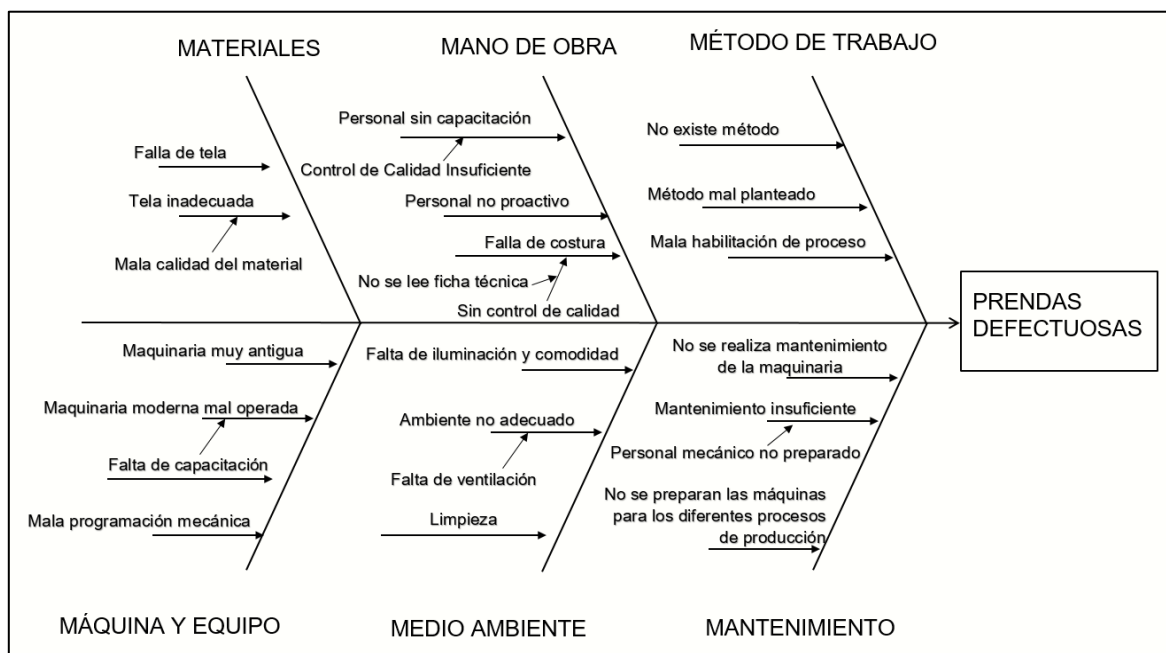 MATERIALES
MANO DE OBRA
MÉTODO DE TRABAJO
Falla de tela
Tela inadecuada
Mala calidad del material
Personal sin capacitación
Control de Calidad Insuficiente
Personal no proactivo
Falla de costura
No se lee ficha técnica
Sin control de calidad
No existe método
Método mal planteado
Mala habilitación de proceso
PRENDAS
DEFECTUOSAS
Maquinaria muy antigua
Maquinaria moderna mal operada
Falta de capacitación
Mala programación mecánica
Falta de iluminación y comodidad
Ambiente no adecuado
Falta de ventilación
Limpieza
No se realiza mantenimiento
de la maquinaria
Mantenimiento insuficiente
Personal mecánico no preparado
No se preparan las máquinas
para los diferentes procesos
de producción
MÁQUINA Y EQUIPO
MEDIO AMBIENTE
MANTENIMIENTO